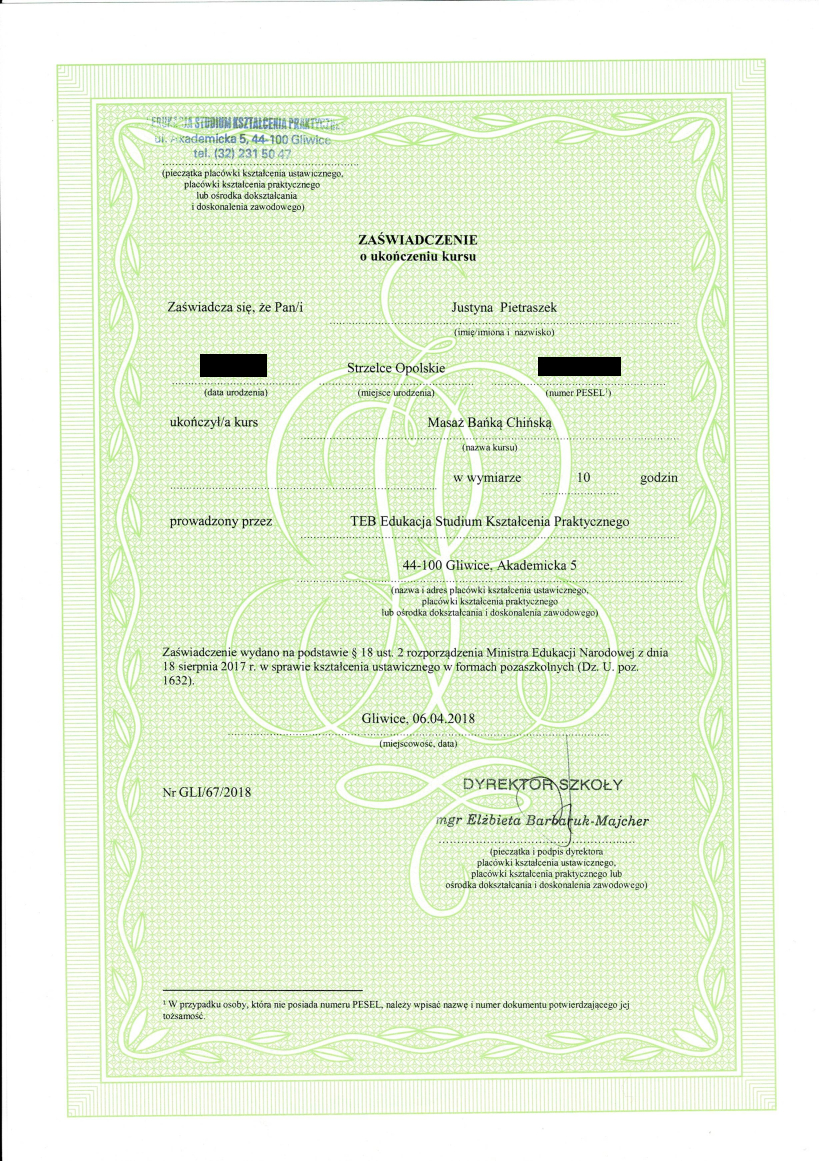 EDUKACJA STUDIUM KSZTAŁCENIA PRAKTYCZNE
ul. Akademicka 5, 44-100 Gliwice
tel. (32) 231 50 47
(pieczątka placówki kształcenia ustawicznego,
placówki kształcenia praktycznego
lub ośrodka dokształcania
i doskonalenia zawodowego)
ZAŚWIADCZENIE
o ukończeniu kursu
Zaświadcza się, że Pan/i Justyna Pietraszek
(imię/imiona i nazwisko)
Strzelce Opolskie
(data urodzenia) (miejsce urodzenia) (numer PESEL¹)
ukończył/a kurs Masaż Bańką Chińską
(nazwa kursu)
w wymiarze 10 godzin
prowadzony przez TEB Edukacja Studium Kształcenia Praktycznego
44-100 Gliwice, Akademicka 5
(nazwa i adres placówki kształcenia ustawicznego,
placówki kształcenia praktycznego
lub ośrodka dokształcania i doskonalenia zawodowego)
Zaświadczenie wydano na podstawie § 18 ust. 2 rozporządzenia Ministra Edukacji Narodowej z dnia
18 sierpnia 2017 r. w sprawie kształcenia ustawicznego w formach pozaszkolnych (Dz. U. poz.
1632).
Gliwice, 06.04.2018
(miejscowość, data)
Nr GLI/67/2018
DYREKTOR SZKOŁY
mgr Elżbieta Barbaruk-Majcher
(pieczątka i podpis dyrektora
placówki kształcenia ustawicznego,
placówki kształcenia praktycznego lub
ośrodka dokształcania i doskonalenia zawodowego)
¹ W przypadku osoby, która nie posiada numeru PESEL, należy wpisać nazwę i numer dokumentu potwierdzającego jej
tożsamość.